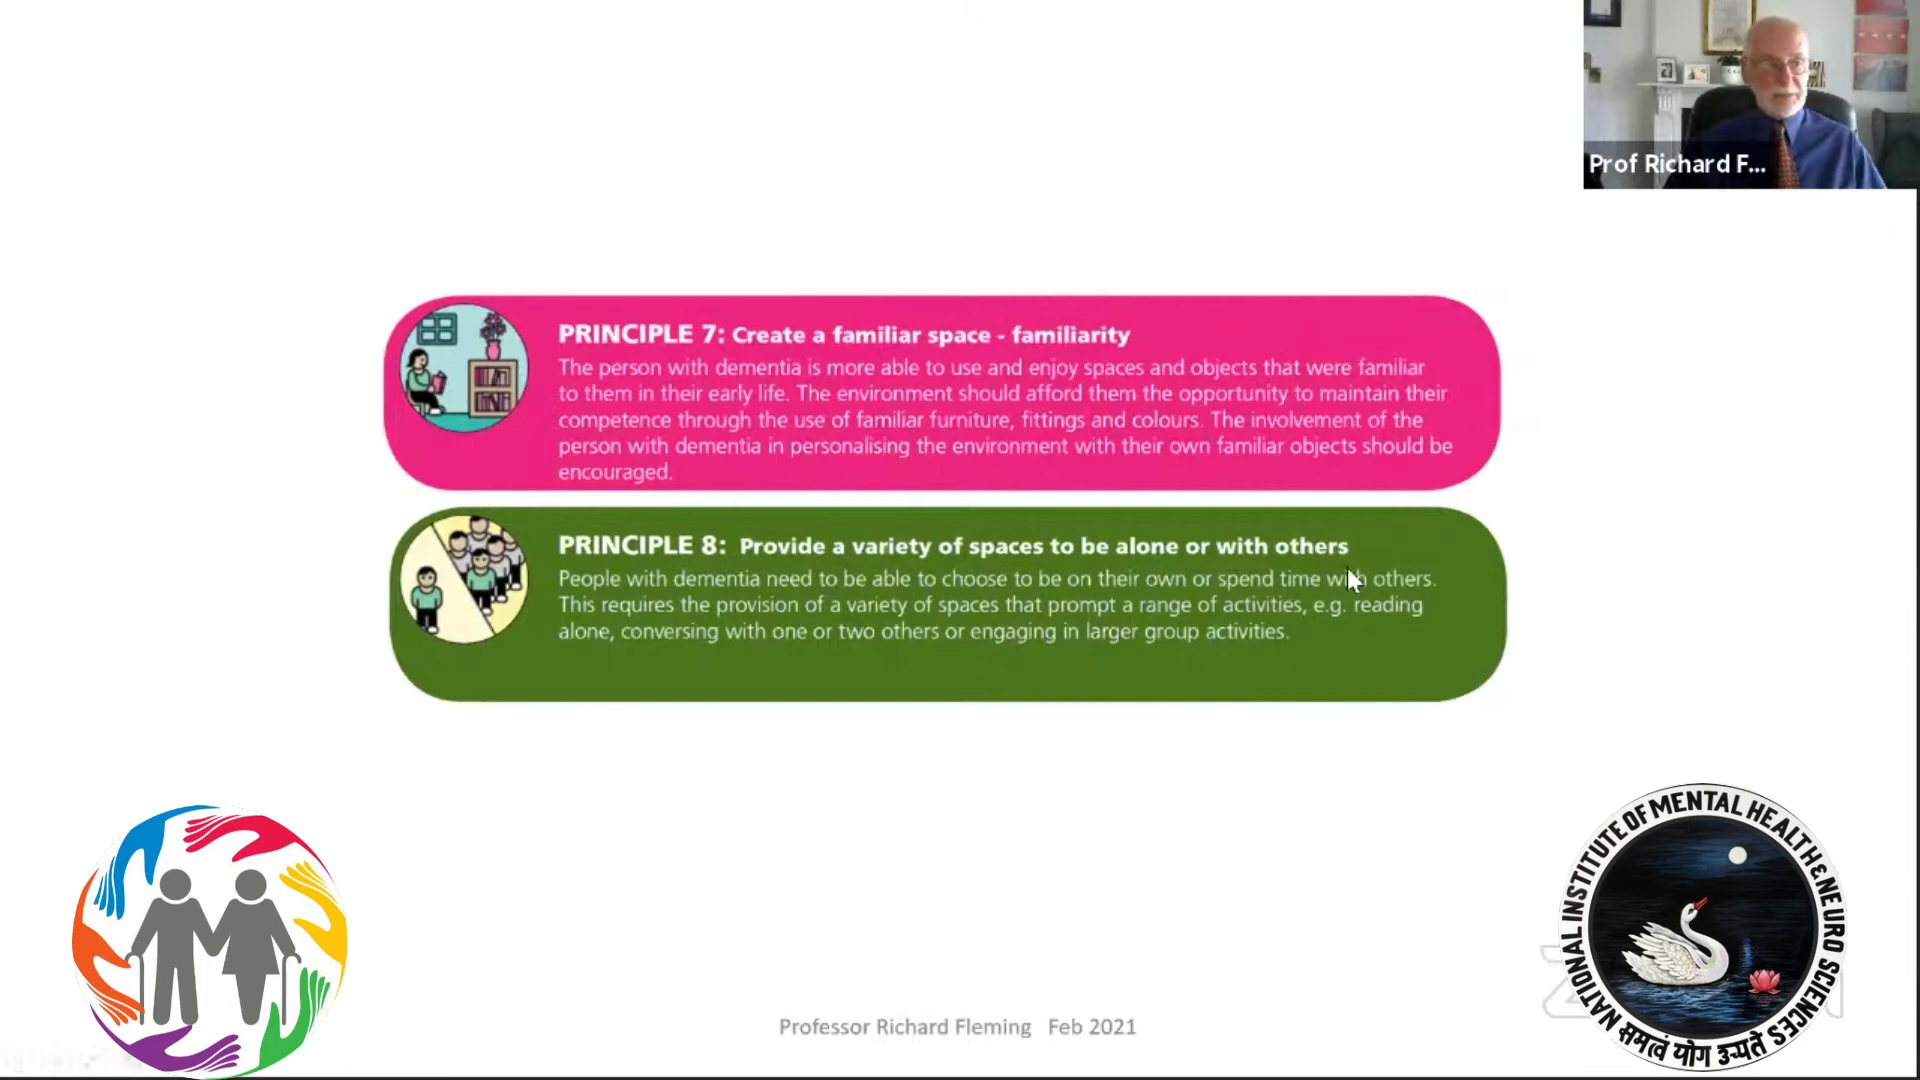 Prof Richard F...
PRINCIPLE 7: Create a familiar space - familiarity
The person with dementia is more able to use and enjoy spaces and objects that were familiar
to them in their early life. The environment should afford them the opportunity to maintain their
competence through the use of familiar furniture, fittings and colours. The involvement of the
person with dementia in personalising the environment with their own familiar objects should be
encouraged.
PRINCIPLE 8: Provide a variety of spaces to be alone or with others
People with dementia need to be able to choose to be on their own or spend time with others.
This requires the provision of a variety of spaces that prompt a range of activities, e.g. reading
alone, conversing with one or two others or engaging in larger group activities.
NATIONAL INSTITUTE OF MENTAL HEALTH & NEURO SCIENCES
समत्वं योग उच्यते
Professor Richard Fleming Feb 2021